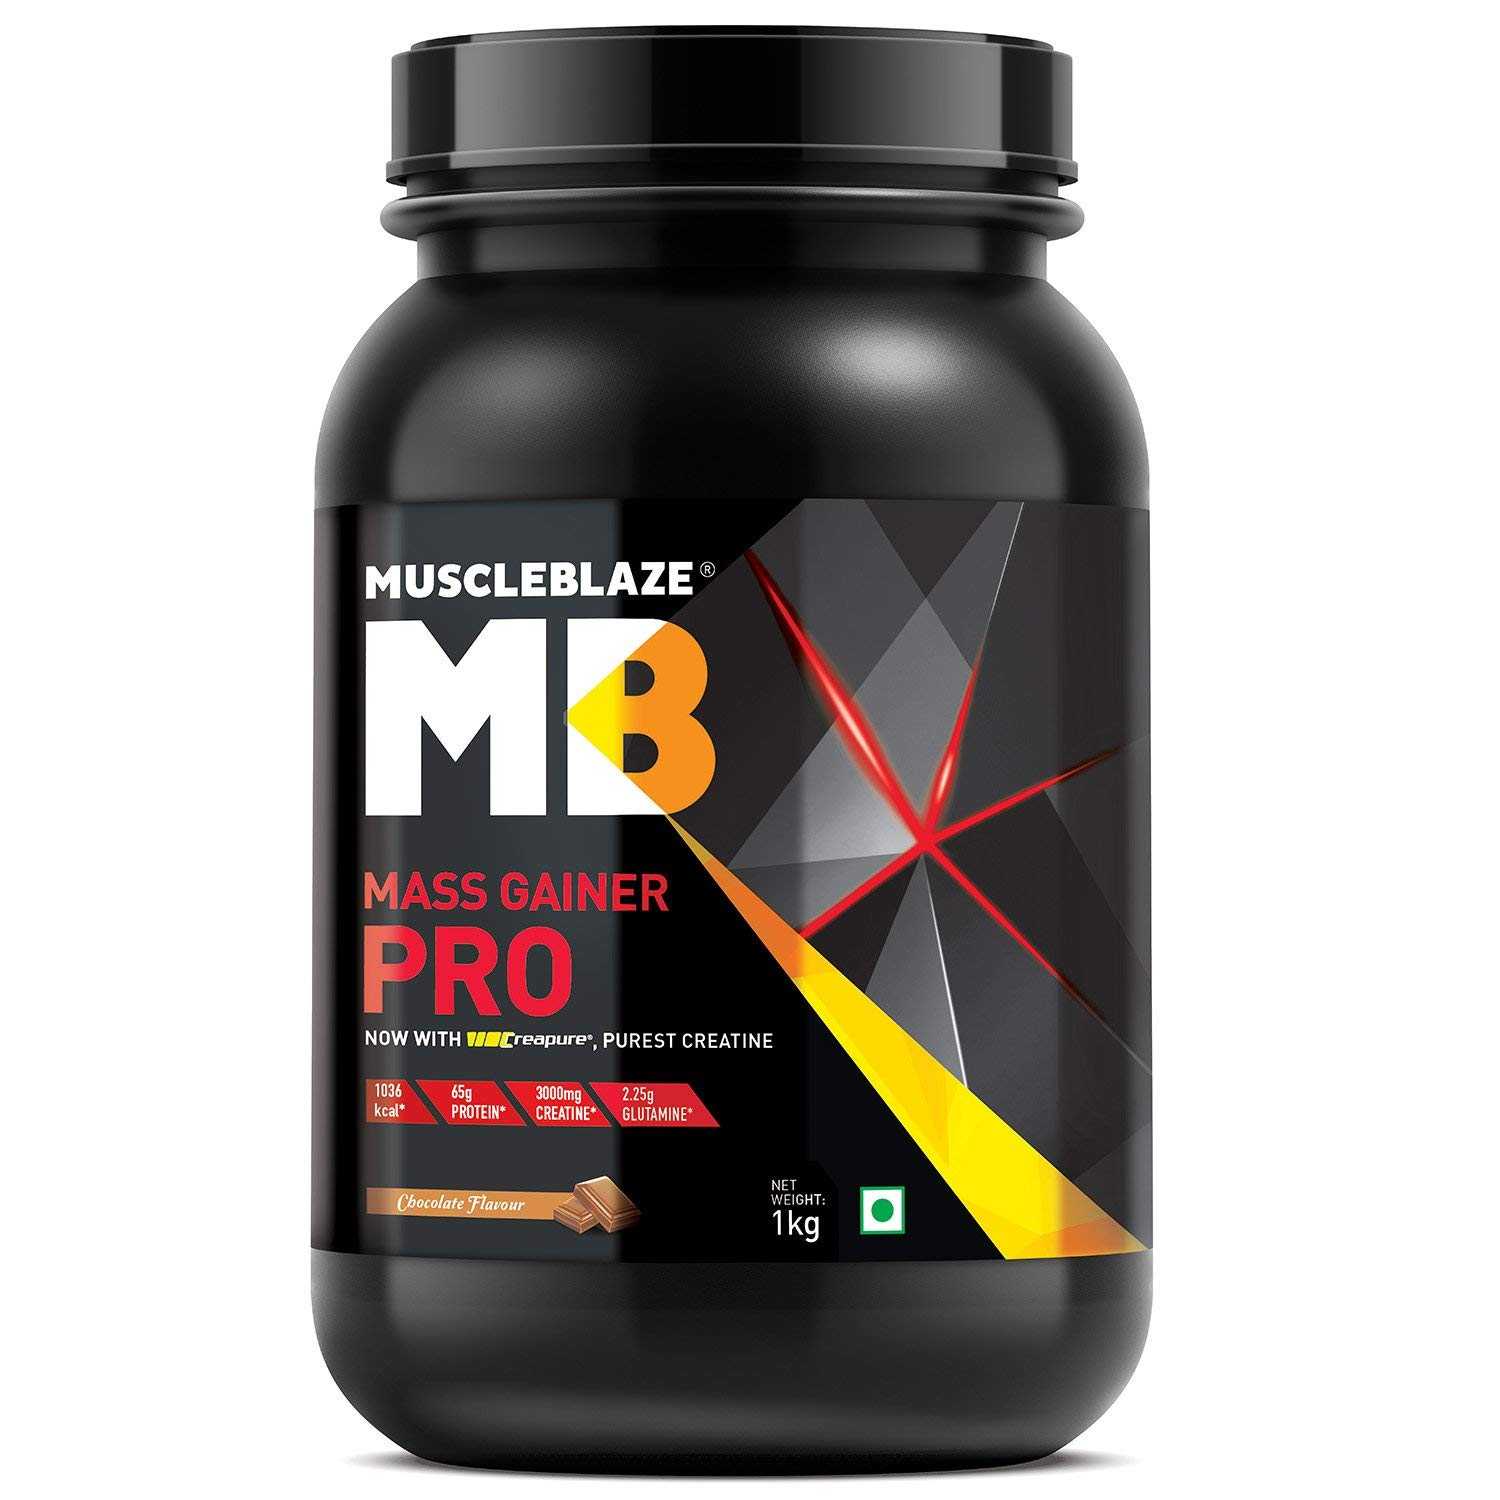 MUSCLEBLAZE®
MB
MASS GAINER
PRO
NOW WITH Creapure®, PUREST CREATINE
1036 kcal*
65g PROTEIN*
3000mg CREATINE*
2.25g GLUTAMINE*
Chocolate Flavour
NET
WEIGHT:
1kg